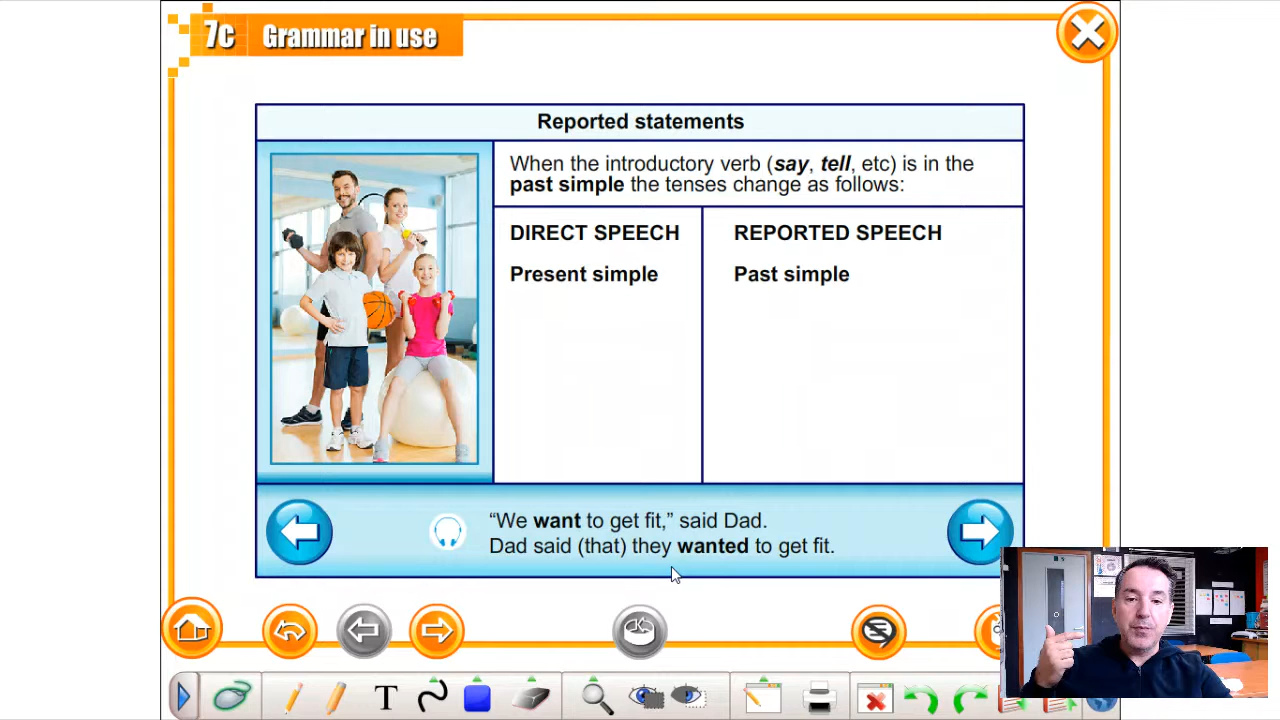 7c Grammar in use
Reported statements
When the introductory verb (say, tell, etc) is in the
past simple the tenses change as follows:
DIRECT SPEECH
Present simple
REPORTED SPEECH
Past simple
“We want to get fit,” said Dad.
Dad said (that) they wanted to get fit.
T